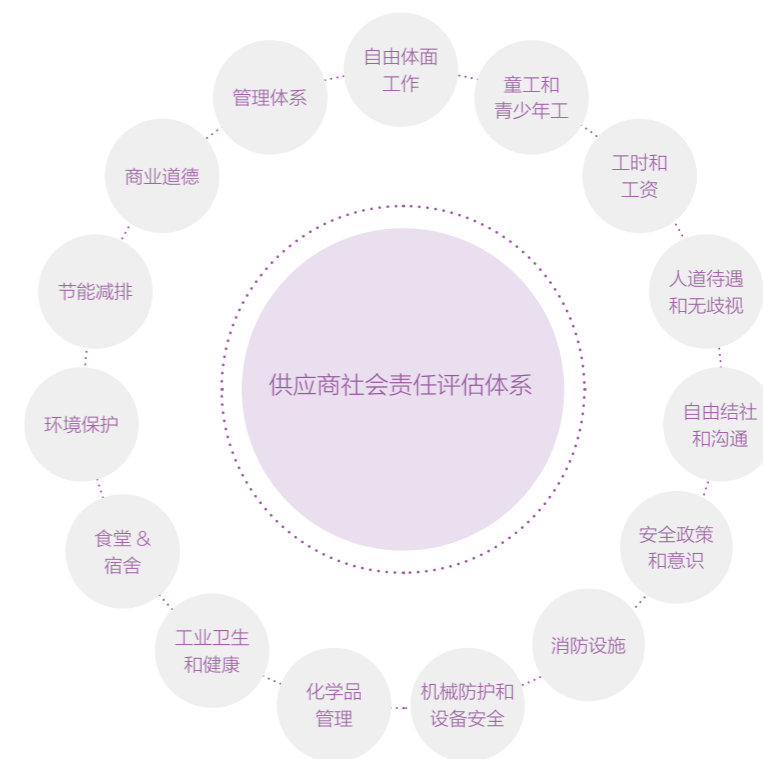 自由体面
工作
童工和
青少年工
工时和
工资
人道待遇
和无歧视
自由结社
和沟通
安全政策
和意识
消防设施
机械防护和
设备安全
化学品
管理
工业卫生
和健康
食堂 &
宿舍
环境保护
节能减排
商业道德
管理体系
供应商社会责任评估体系